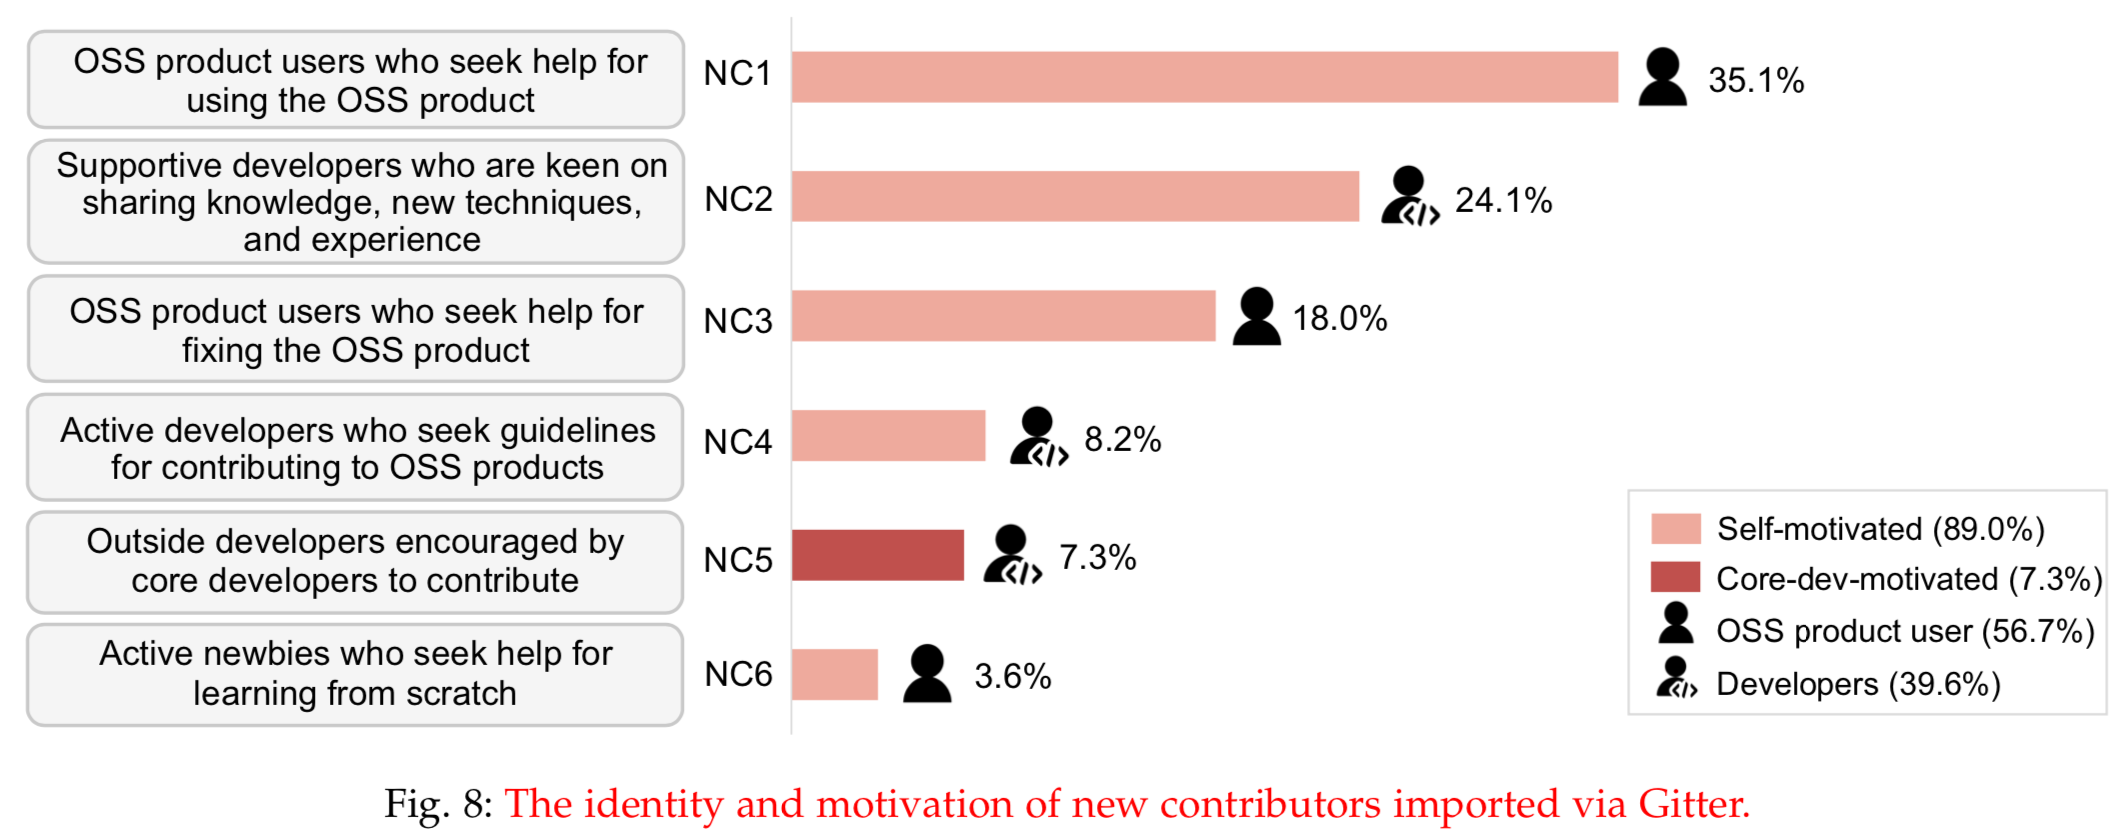 OSS product users who seek help for
using the OSS product
NC1
35.1%
Supportive developers who are keen on
sharing knowledge, new techniques,
and experience
NC2
24.1%
OSS product users who seek help for
fixing the OSS product
NC3
18.0%
Active developers who seek guidelines
for contributing to OSS products
NC4
8.2%
Outside developers encouraged by
core developers to contribute
NC5
7.3%
Active newbies who seek help for
learning from scratch
NC6
3.6%
Self-motivated (89.0%)
Core-dev-motivated (7.3%)
OSS product user (56.7%)
Developers (39.6%)
Fig. 8: The identity and motivation of new contributors imported via Gitter.